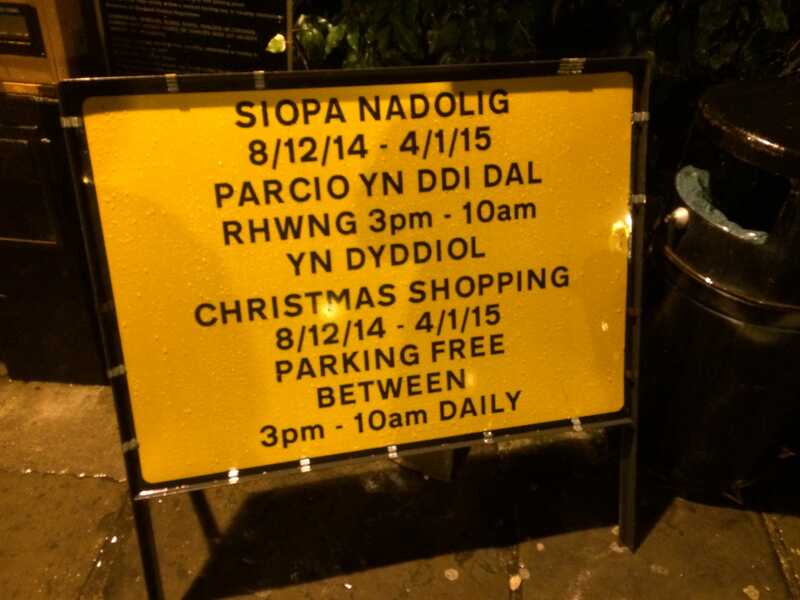 SIOPA NADOLIG
8/12/14 - 4/1/15
PARCIO YN DDI DAL
RHWNG 3pm - 10am
YN DYDDIOL
CHRISTMAS SHOPPING
8/12/14 - 4/1/15
PARKING FREE
BETWEEN
3pm - 10am DAILY